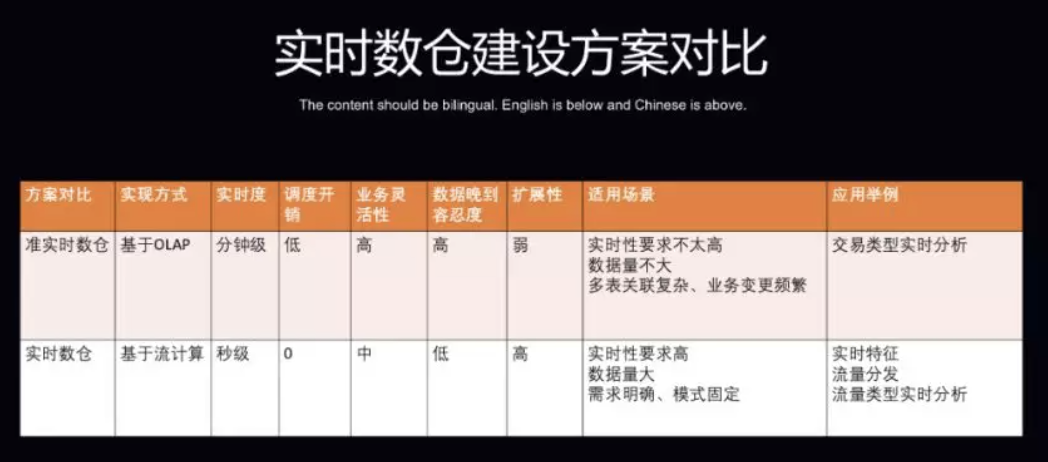 实时数仓建设方案对比
The content should be bilingual. English is below and Chinese is above.
方案对比 实现方式 实时度 调度开销 业务灵活性 数据晚到容忍度 扩展性 适用场景 应用举例
准实时数仓 基于OLAP 分钟级 低 高 高 弱 实时性要求不太高 交易类型实时分析
数据量不大
多表关联复杂、业务变更频繁
实时数仓 基于流计算 秒级 0 中 低 高 实时性要求高 实时特征
数据量大 流量分发
需求明确、模式固定 流量类型实时分析